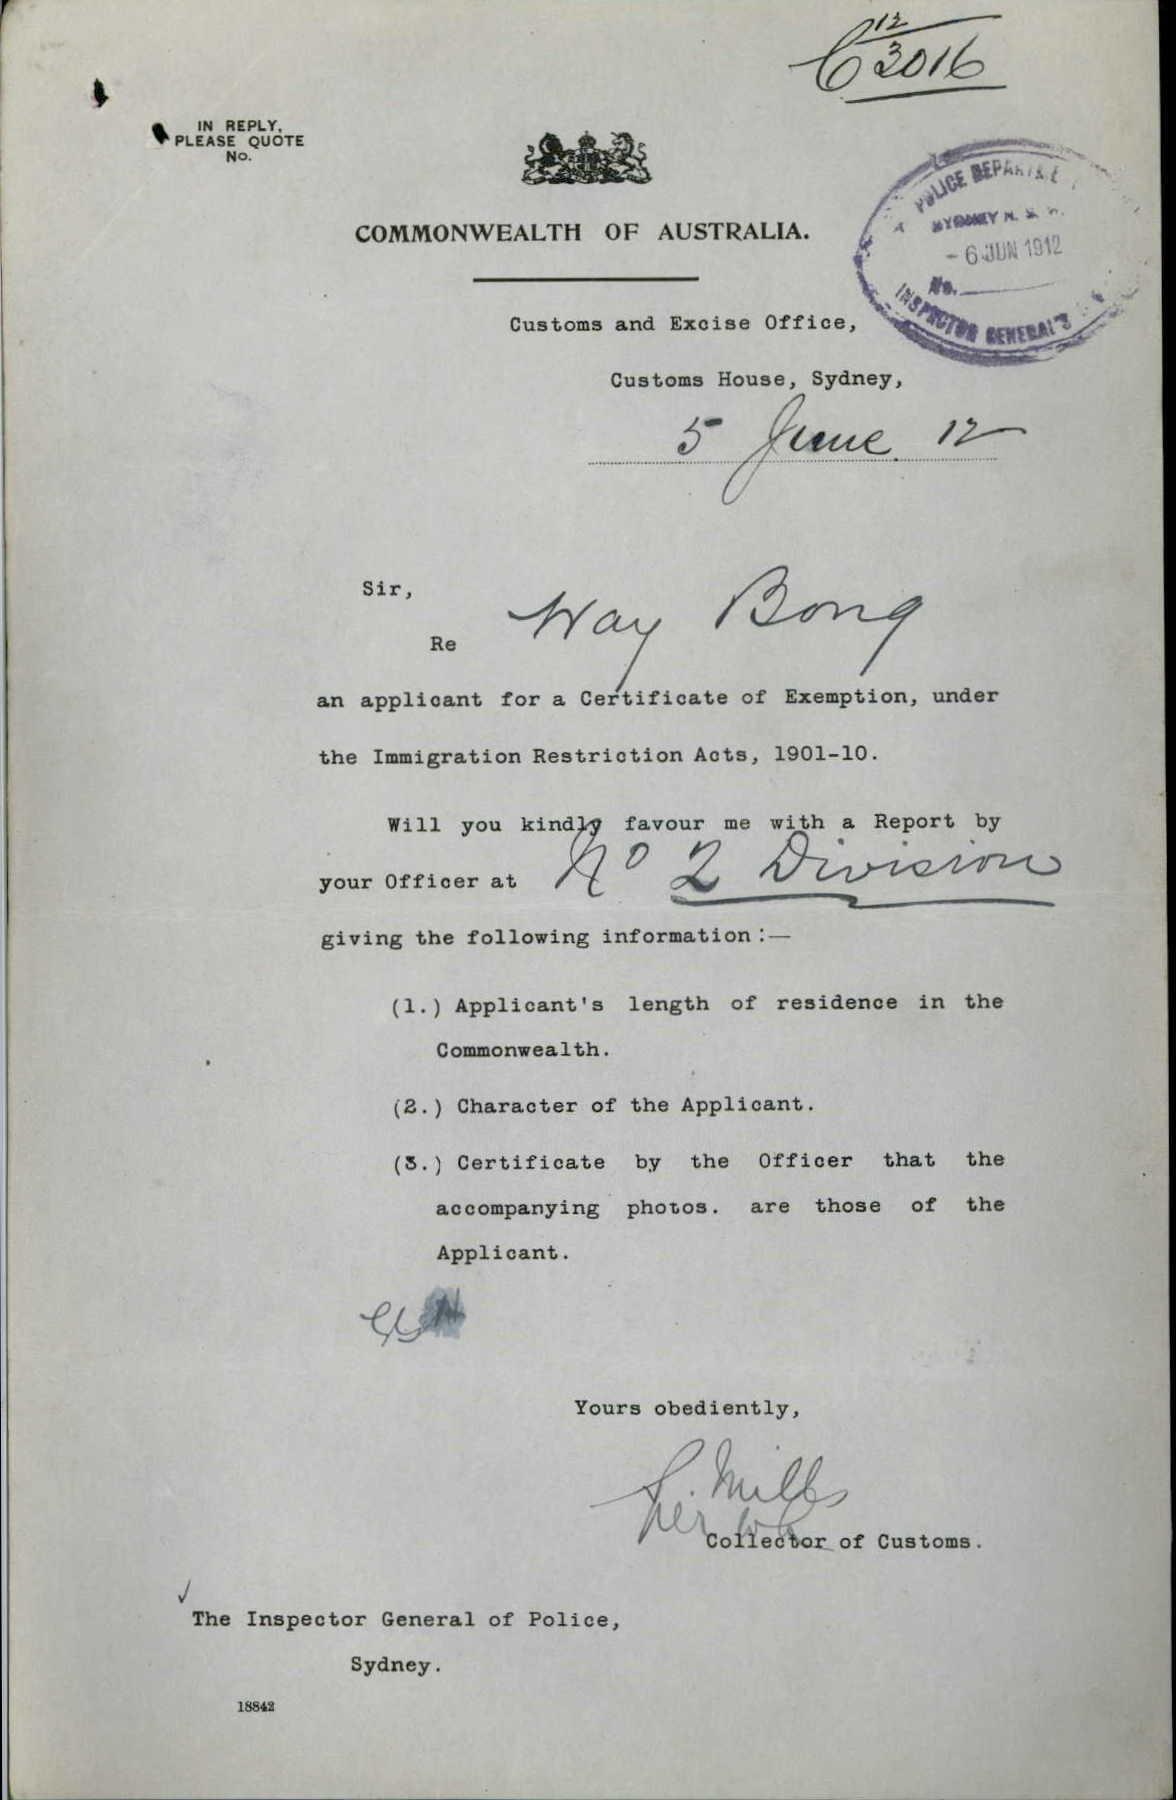 C 12/3016
IN REPLY,
PLEASE QUOTE
No.
COMMONWEALTH OF AUSTRALIA.
POLICE DEPARTMENT
SYDNEY N. S. W.
- 6 JUN 1912
No.
INSPECTOR GENERAL'S
Customs and Excise Office,
Customs House, Sydney,
5 June 12
Sir,
Re Way Bong
an applicant for a Certificate of Exemption, under
the Immigration Restriction Acts, 1901-10.
Will you kindly favour me with a Report by
your Officer at No 2 Division
giving the following information:—
(1.) Applicant's length of residence in the
Commonwealth.
(2.) Character of the Applicant.
(3.) Certificate by the Officer that the
accompanying photos. are those of the
Applicant.
Yours obediently,
S. Mills
per
Collector of Customs.
The Inspector General of Police,
Sydney.
18842